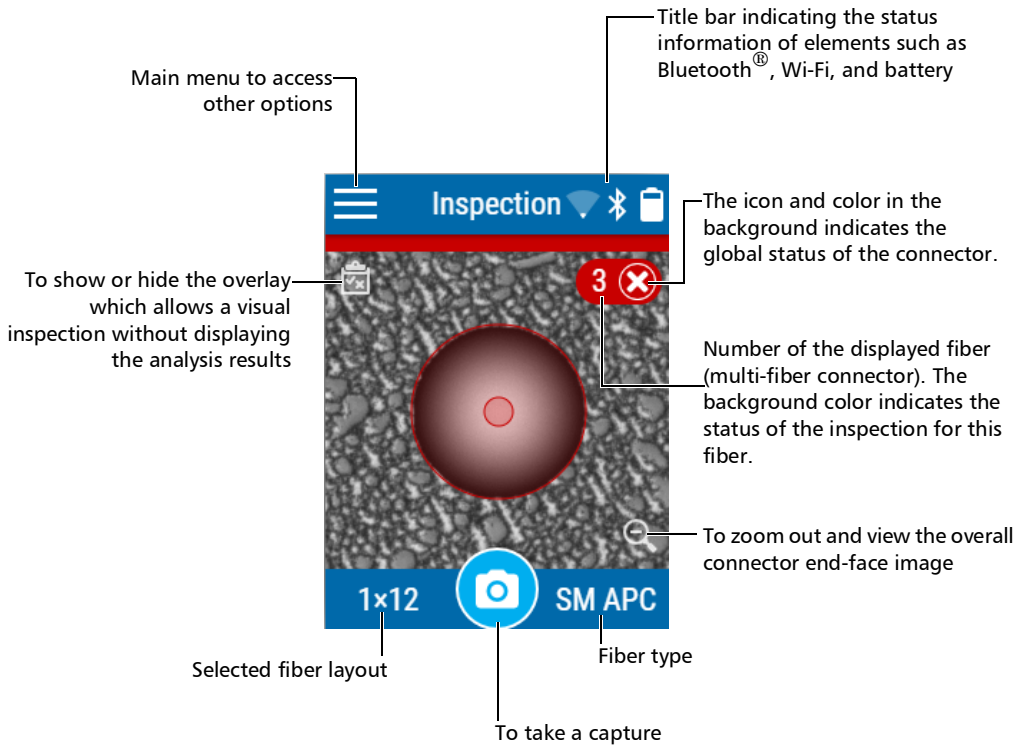 Title bar indicating the status
information of elements such as
Bluetooth®, Wi-Fi, and battery
Main menu to access
other options
Inspection
The icon and color in the
background indicates the
global status of the connector.
To show or hide the overlay
which allows a visual
inspection without displaying
the analysis results
3
Number of the displayed fiber
(multi-fiber connector). The
background color indicates the
status of the inspection for this
fiber.
To zoom out and view the overall
connector end-face image
1×12
SM APC
Selected fiber layout
Fiber type
To take a capture